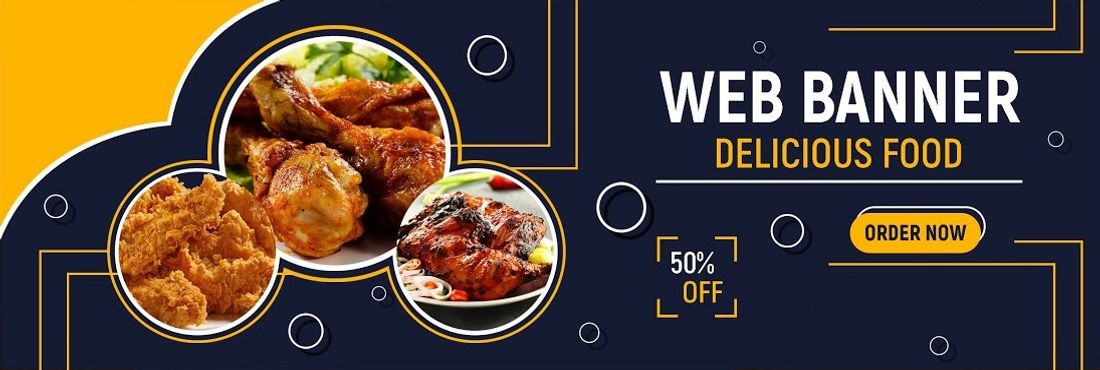 WEB BANNER
DELICIOUS FOOD
ORDER NOW
50%
OFF